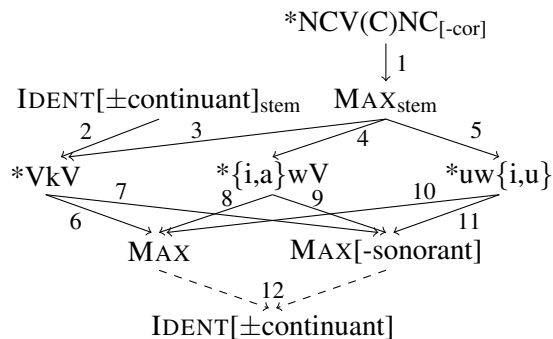 *NCV(C)NC[-cor]
1
IDENT[±continuant]stem MAXstem
2 3 4 5
*VkV *{i,a}wV *uw{i,u}
6 7 8 9 10 11
MAX MAX[-sonorant]
12
IDENT[±continuant]